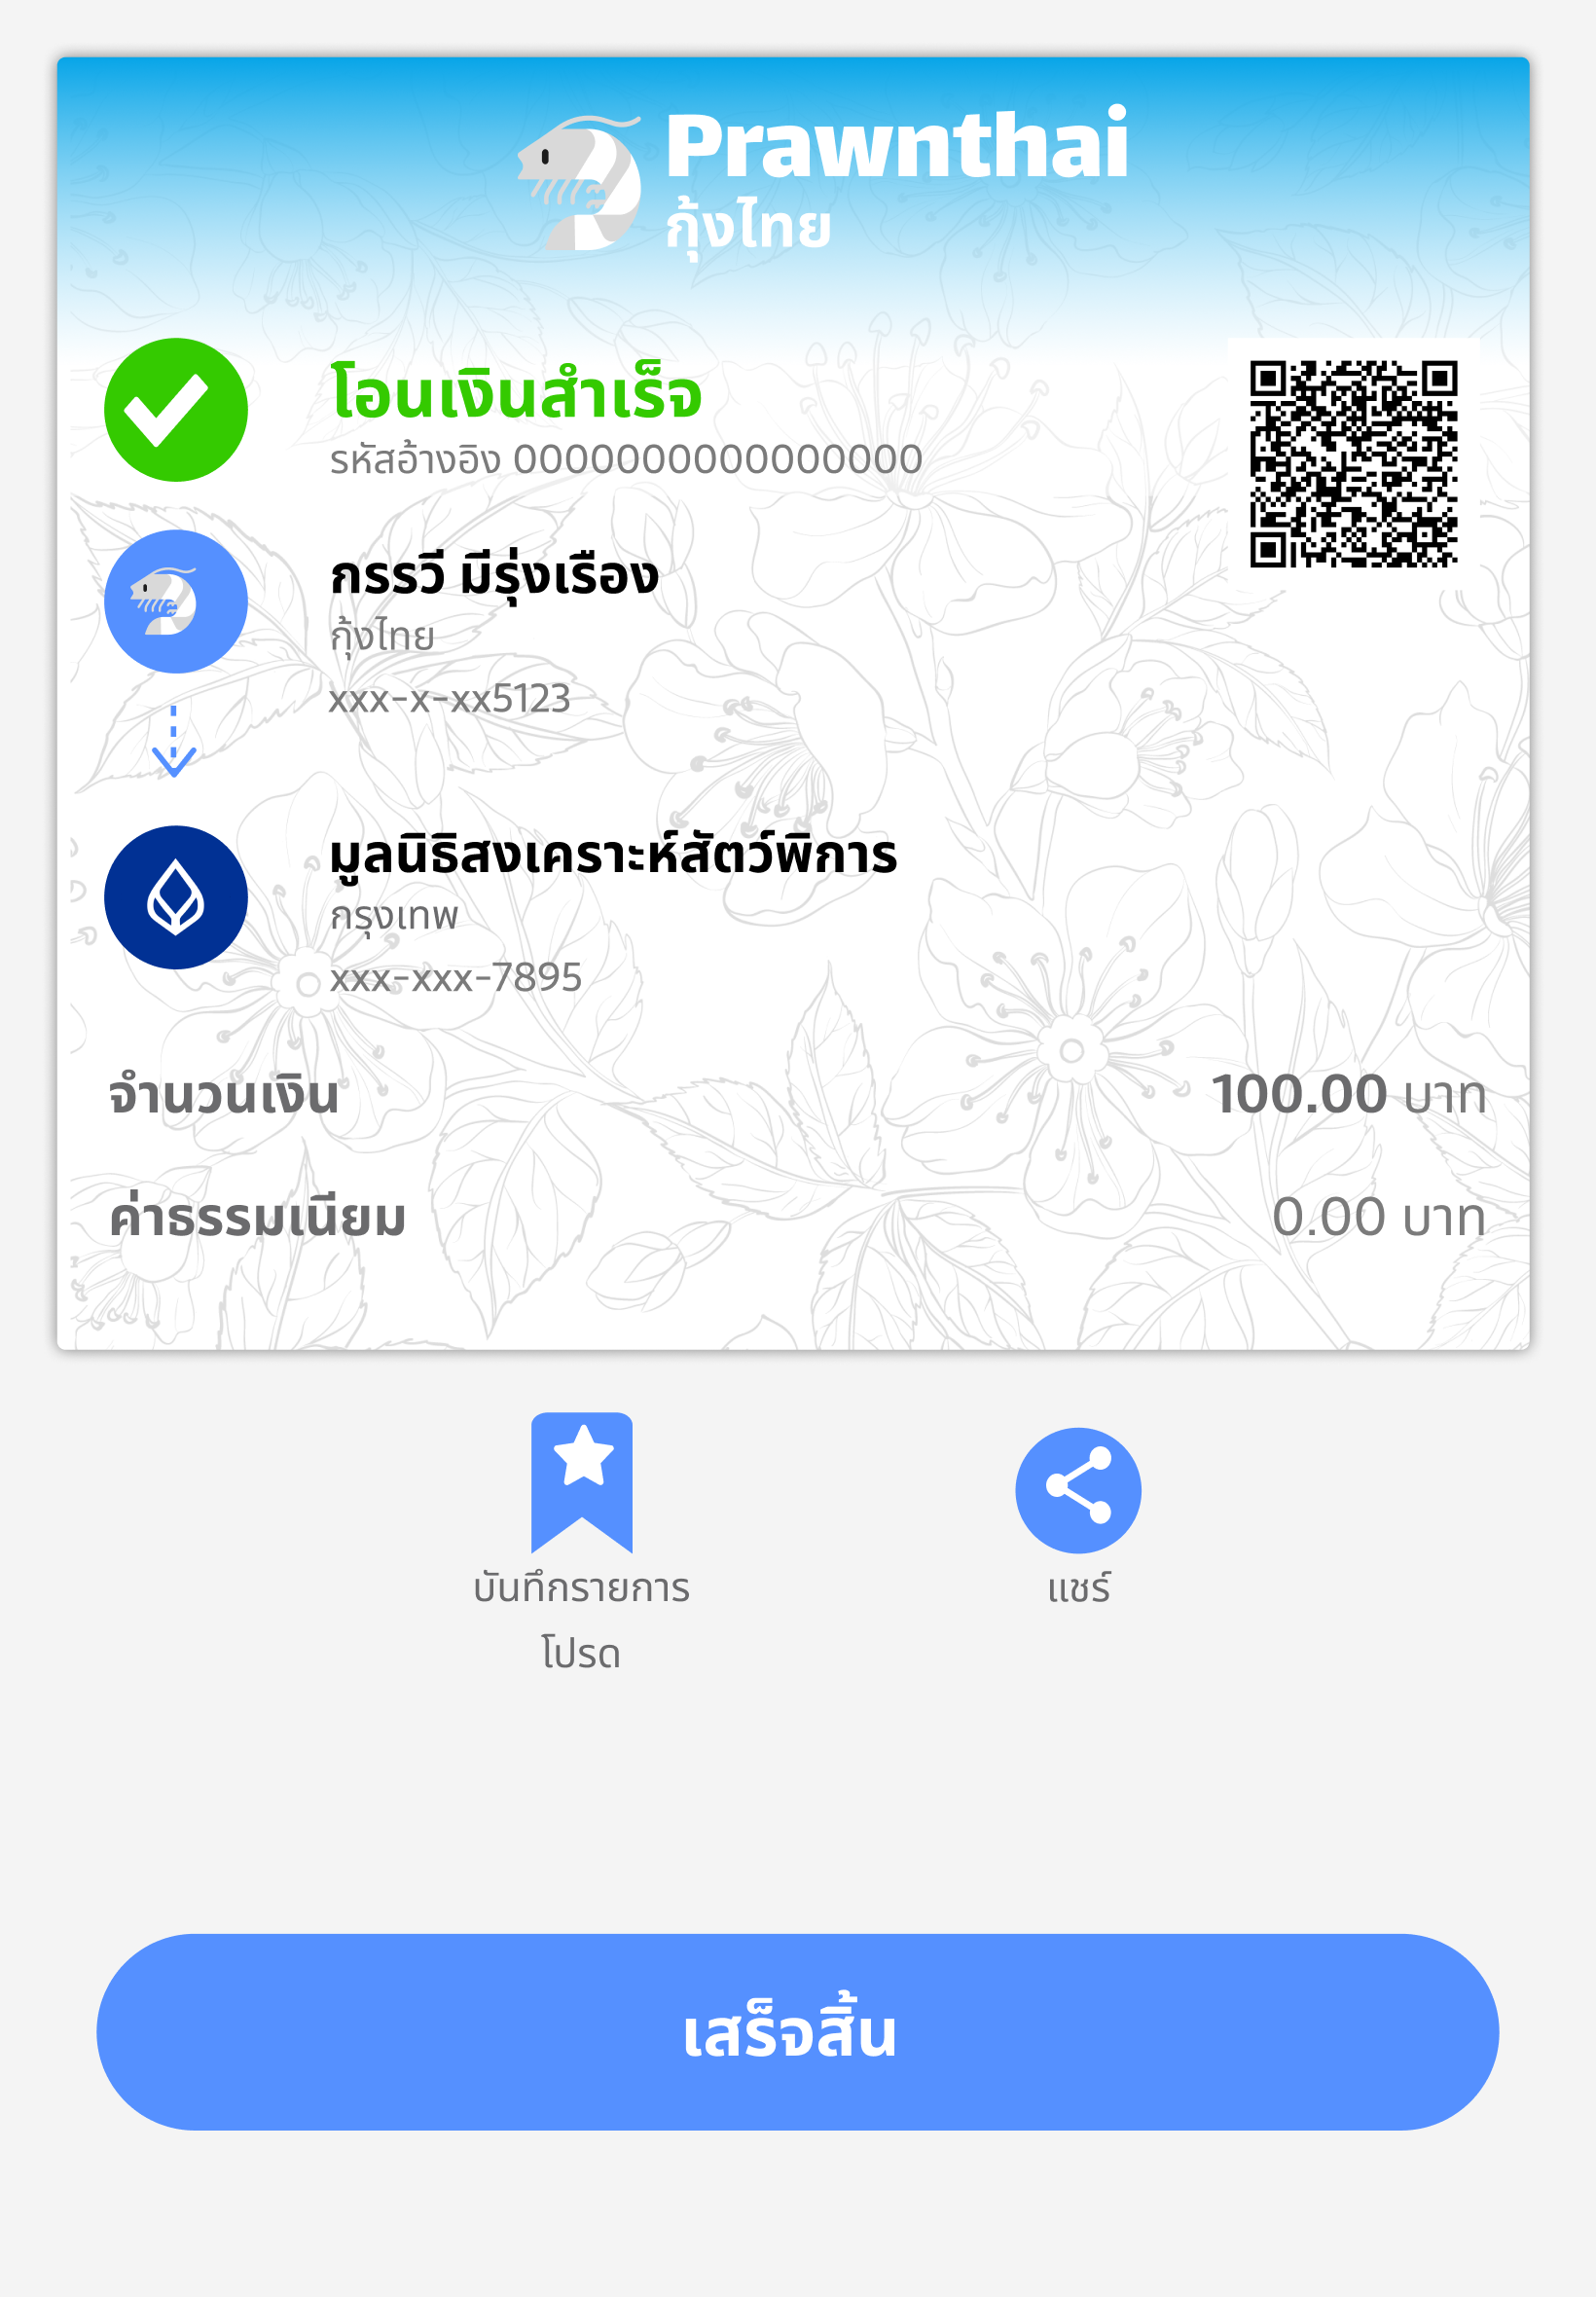 Prawnthai
กุ้งไทย
โอนเงินสำเร็จ
รหัสอ้างอิง 0000000000000000
กรรวี มีรุ่งเรือง
กุ้งไทย
xxx-x-xx5123
มูลนิธิสงเคราะห์สัตว์พิการ
กรุงเทพ
xxx-xxx-7895
จำนวนเงิน 100.00 บาท
ค่าธรรมเนียม 0.00 บาท
บันทึกรายการ
โปรด
แชร์
เสร็จสิ้น